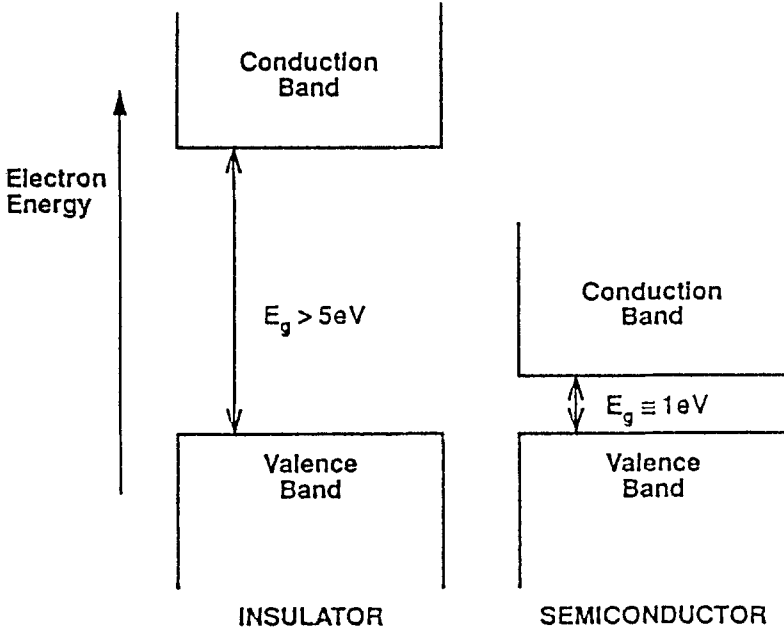 Conduction
Band
Electron
Energy
E_g > 5eV
Conduction
Band
E_g ≡ 1eV
Valence
Band
Valence
Band
INSULATOR
SEMICONDUCTOR